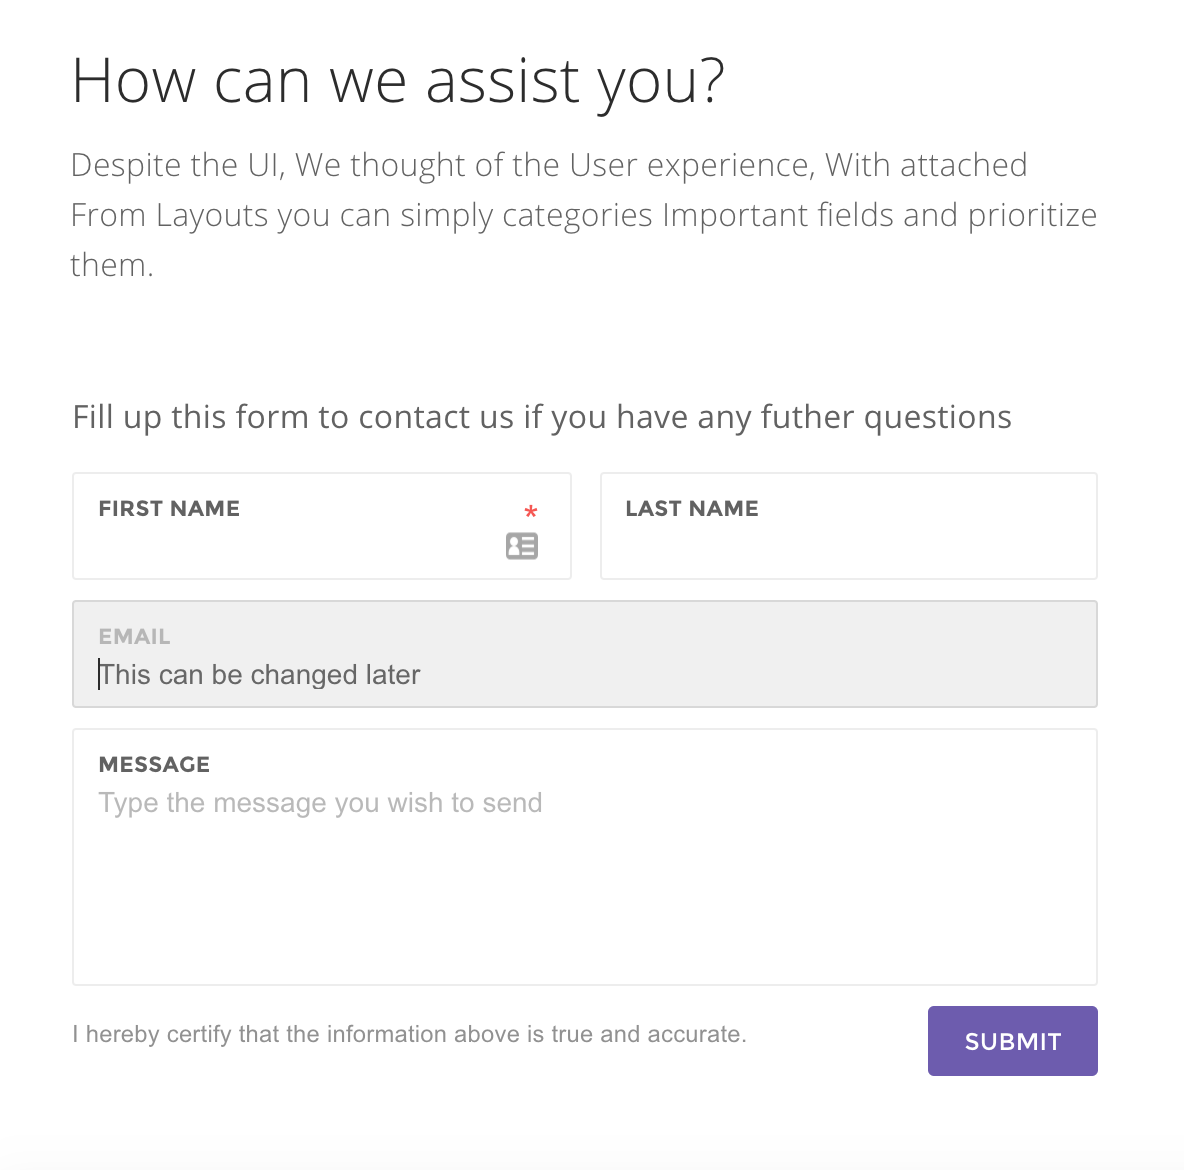 How can we assist you?
Despite the UI, We thought of the User experience, With attached
From Layouts you can simply categories Important fields and prioritize
them.
Fill up this form to contact us if you have any futher questions
FIRST NAME *
LAST NAME
EMAIL
This can be changed later
MESSAGE
Type the message you wish to send
I hereby certify that the information above is true and accurate.
SUBMIT